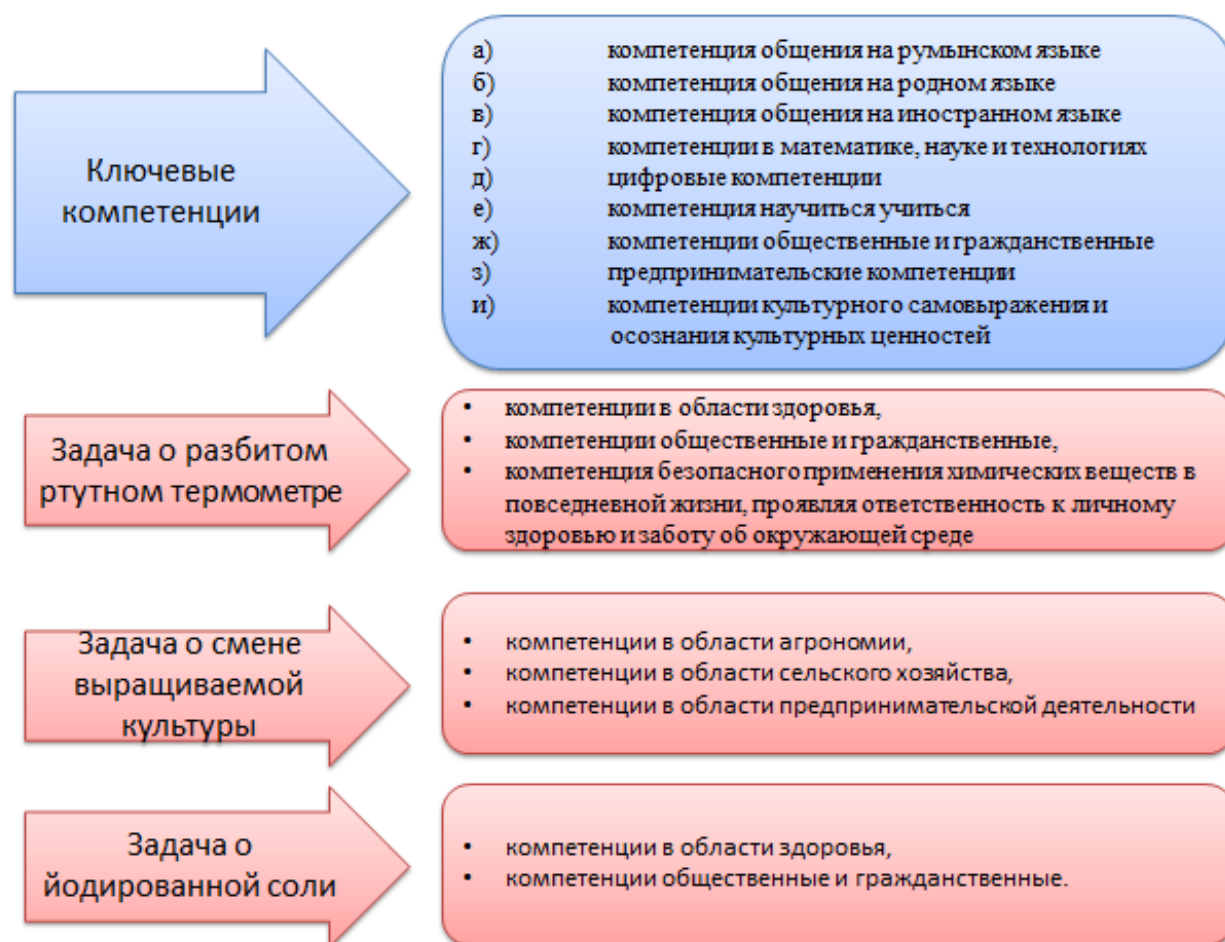 Ключевые
компетенции
а) компетенция общения на румынском языке
б) компетенция общения на родном языке
в) компетенция общения на иностранном языке
г) компетенции в математике, науке и технологиях
д) цифровые компетенции
е) компетенция научиться учиться
ж) компетенции общественные и гражданственные
з) предпринимательские компетенции
и) компетенции культурного самовыражения и
осознания культурных ценностей
Задача о разбитом
ртутном термометре
• компетенции в области здоровья,
• компетенции общественные и гражданственные,
• компетенция безопасного применения химических веществ в
повседневной жизни, проявляя ответственность к личному
здоровью и заботу об окружающей среде
Задача о смене
выращиваемой
культуры
• компетенции в области агрономии,
• компетенции в области сельского хозяйства,
• компетенции в области предпринимательской деятельности
Задача о
йодированной соли
• компетенции в области здоровья,
• компетенции общественные и гражданственные.